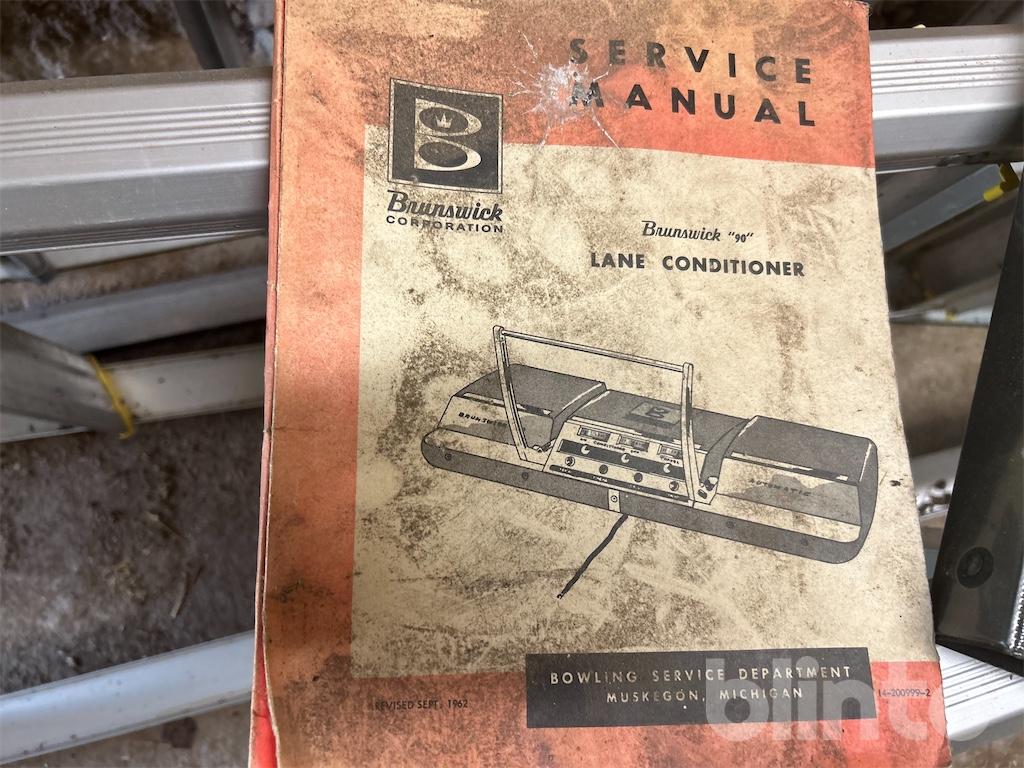 SERVICE
MANUAL
B
Brunswick
CORPORATION
Brunswick "90"
LANE CONDITIONER
B
AUTOMATIC
BOWLING SERVICE DEPARTMENT
MUSKEGON, MICHIGAN
REVISED SEPT. 1962
14-200999-2
blinto